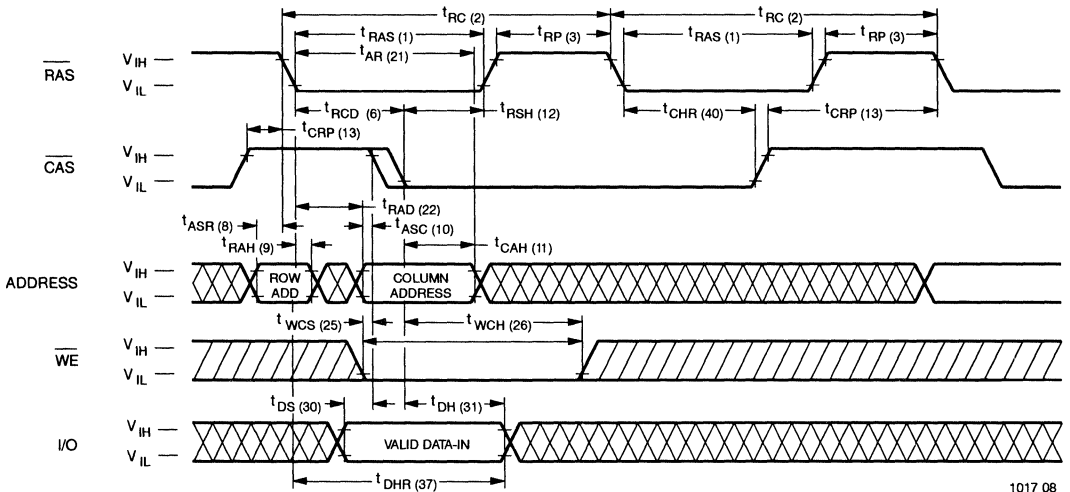 tRC (2) tRC (2)
tRAS (1) tRP (3) tRAS (1) tRP (3)
tAR (21)
RAS VIH
VIL
tRCD (6) tRSH (12) tCHR (40) tCRP (13)
tCRP (13)
CAS VIH
VIL
tRAD (22)
tASR (8) tASC (10)
tRAH (9) tCAH (11)
ADDRESS VIH ROW ADD COLUMN ADDRESS
VIL
tWCS (25) tWCH (26)
WE VIH
VIL
tDS (30) tDH (31)
I/O VIH VALID DATA-IN
VIL
tDHR (37)
1017 08